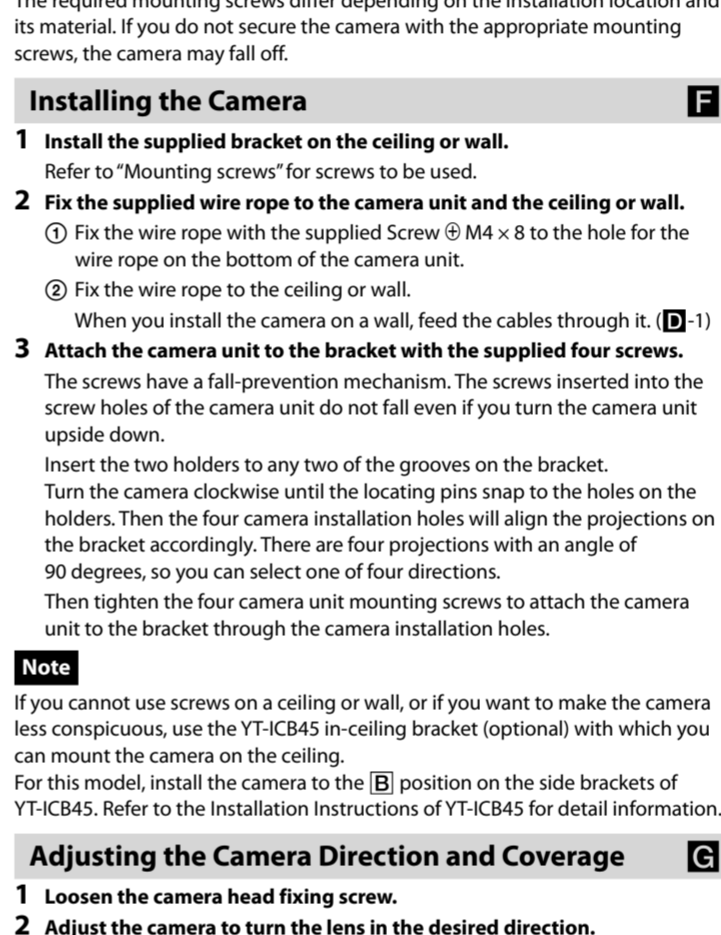 The required mounting screws differ depending on the installation location and
its material. If you do not secure the camera with the appropriate mounting
screws, the camera may fall off.
Installing the Camera F
1 Install the supplied bracket on the ceiling or wall.
Refer to “Mounting screws” for screws to be used.
2 Fix the supplied wire rope to the camera unit and the ceiling or wall.
① Fix the wire rope with the supplied Screw ⊕ M4 × 8 to the hole for the
wire rope on the bottom of the camera unit.
② Fix the wire rope to the ceiling or wall.
When you install the camera on a wall, feed the cables through it. (D-1)
3 Attach the camera unit to the bracket with the supplied four screws.
The screws have a fall-prevention mechanism. The screws inserted into the
screw holes of the camera unit do not fall even if you turn the camera unit
upside down.
Insert the two holders to any two of the grooves on the bracket.
Turn the camera clockwise until the locating pins snap to the holes on the
holders. Then the four camera installation holes will align the projections on
the bracket accordingly. There are four projections with an angle of
90 degrees, so you can select one of four directions.
Then tighten the four camera unit mounting screws to attach the camera
unit to the bracket through the camera installation holes.
Note
If you cannot use screws on a ceiling or wall, or if you want to make the camera
less conspicuous, use the YT-ICB45 in-ceiling bracket (optional) with which you
can mount the camera on the ceiling.
For this model, install the camera to the B position on the side brackets of
YT-ICB45. Refer to the Installation Instructions of YT-ICB45 for detail information.
Adjusting the Camera Direction and Coverage G
1 Loosen the camera head fixing screw.
2 Adjust the camera to turn the lens in the desired direction.